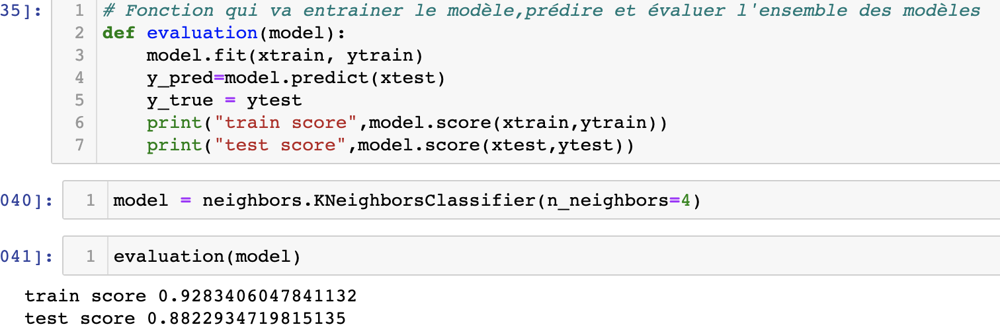 35]: 1 # Fonction qui va entrainer le modèle,prédire et évaluer l'ensemble des modèles
2 def evaluation(model):
3     model.fit(xtrain, ytrain)
4     y_pred=model.predict(xtest)
5     y_true = ytest
6     print("train score",model.score(xtrain,ytrain))
7     print("test score",model.score(xtest,ytest))
040]: 1 model = neighbors.KNeighborsClassifier(n_neighbors=4)
041]: 1 evaluation(model)
train score 0.9283406047841132
test score 0.8822934719815135